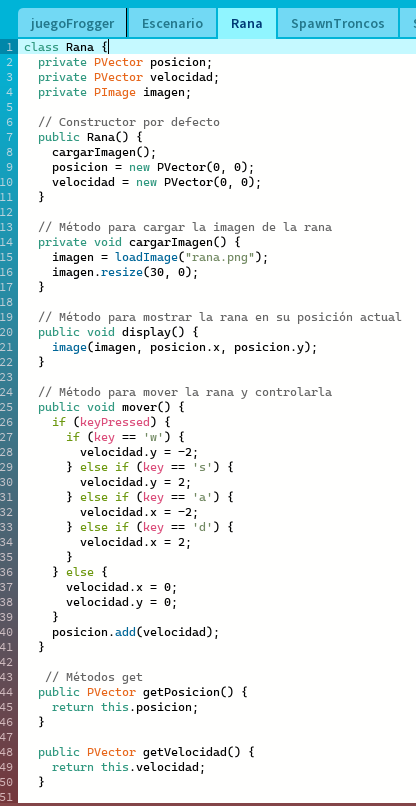 juegoFrogger Escenario Rana SpawnTroncos
1 class Rana {
2 private PVector posicion;
3 private PVector velocidad;
4 private PImage imagen;
5
6 // Constructor por defecto
7 public Rana() {
8 cargarImagen();
9 posicion = new PVector(0, 0);
10 velocidad = new PVector(0, 0);
11 }
12
13 // Método para cargar la imagen de la rana
14 private void cargarImagen() {
15 imagen = loadImage("rana.png");
16 imagen.resize(30, 0);
17 }
18
19 // Método para mostrar la rana en su posición actual
20 public void display() {
21 image(imagen, posicion.x, posicion.y);
22 }
23
24 // Método para mover la rana y controlarla
25 public void mover() {
26 if (keyPressed) {
27 if (key == 'w') {
28 velocidad.y = -2;
29 } else if (key == 's') {
30 velocidad.y = 2;
31 } else if (key == 'a') {
32 velocidad.x = -2;
33 } else if (key == 'd') {
34 velocidad.x = 2;
35 }
36 } else {
37 velocidad.x = 0;
38 velocidad.y = 0;
39 }
40 posicion.add(velocidad);
41 }
42
43 // Métodos get
44 public PVector getPosicion() {
45 return this.posicion;
46 }
47
48 public PVector getVelocidad() {
49 return this.velocidad;
50 }
51